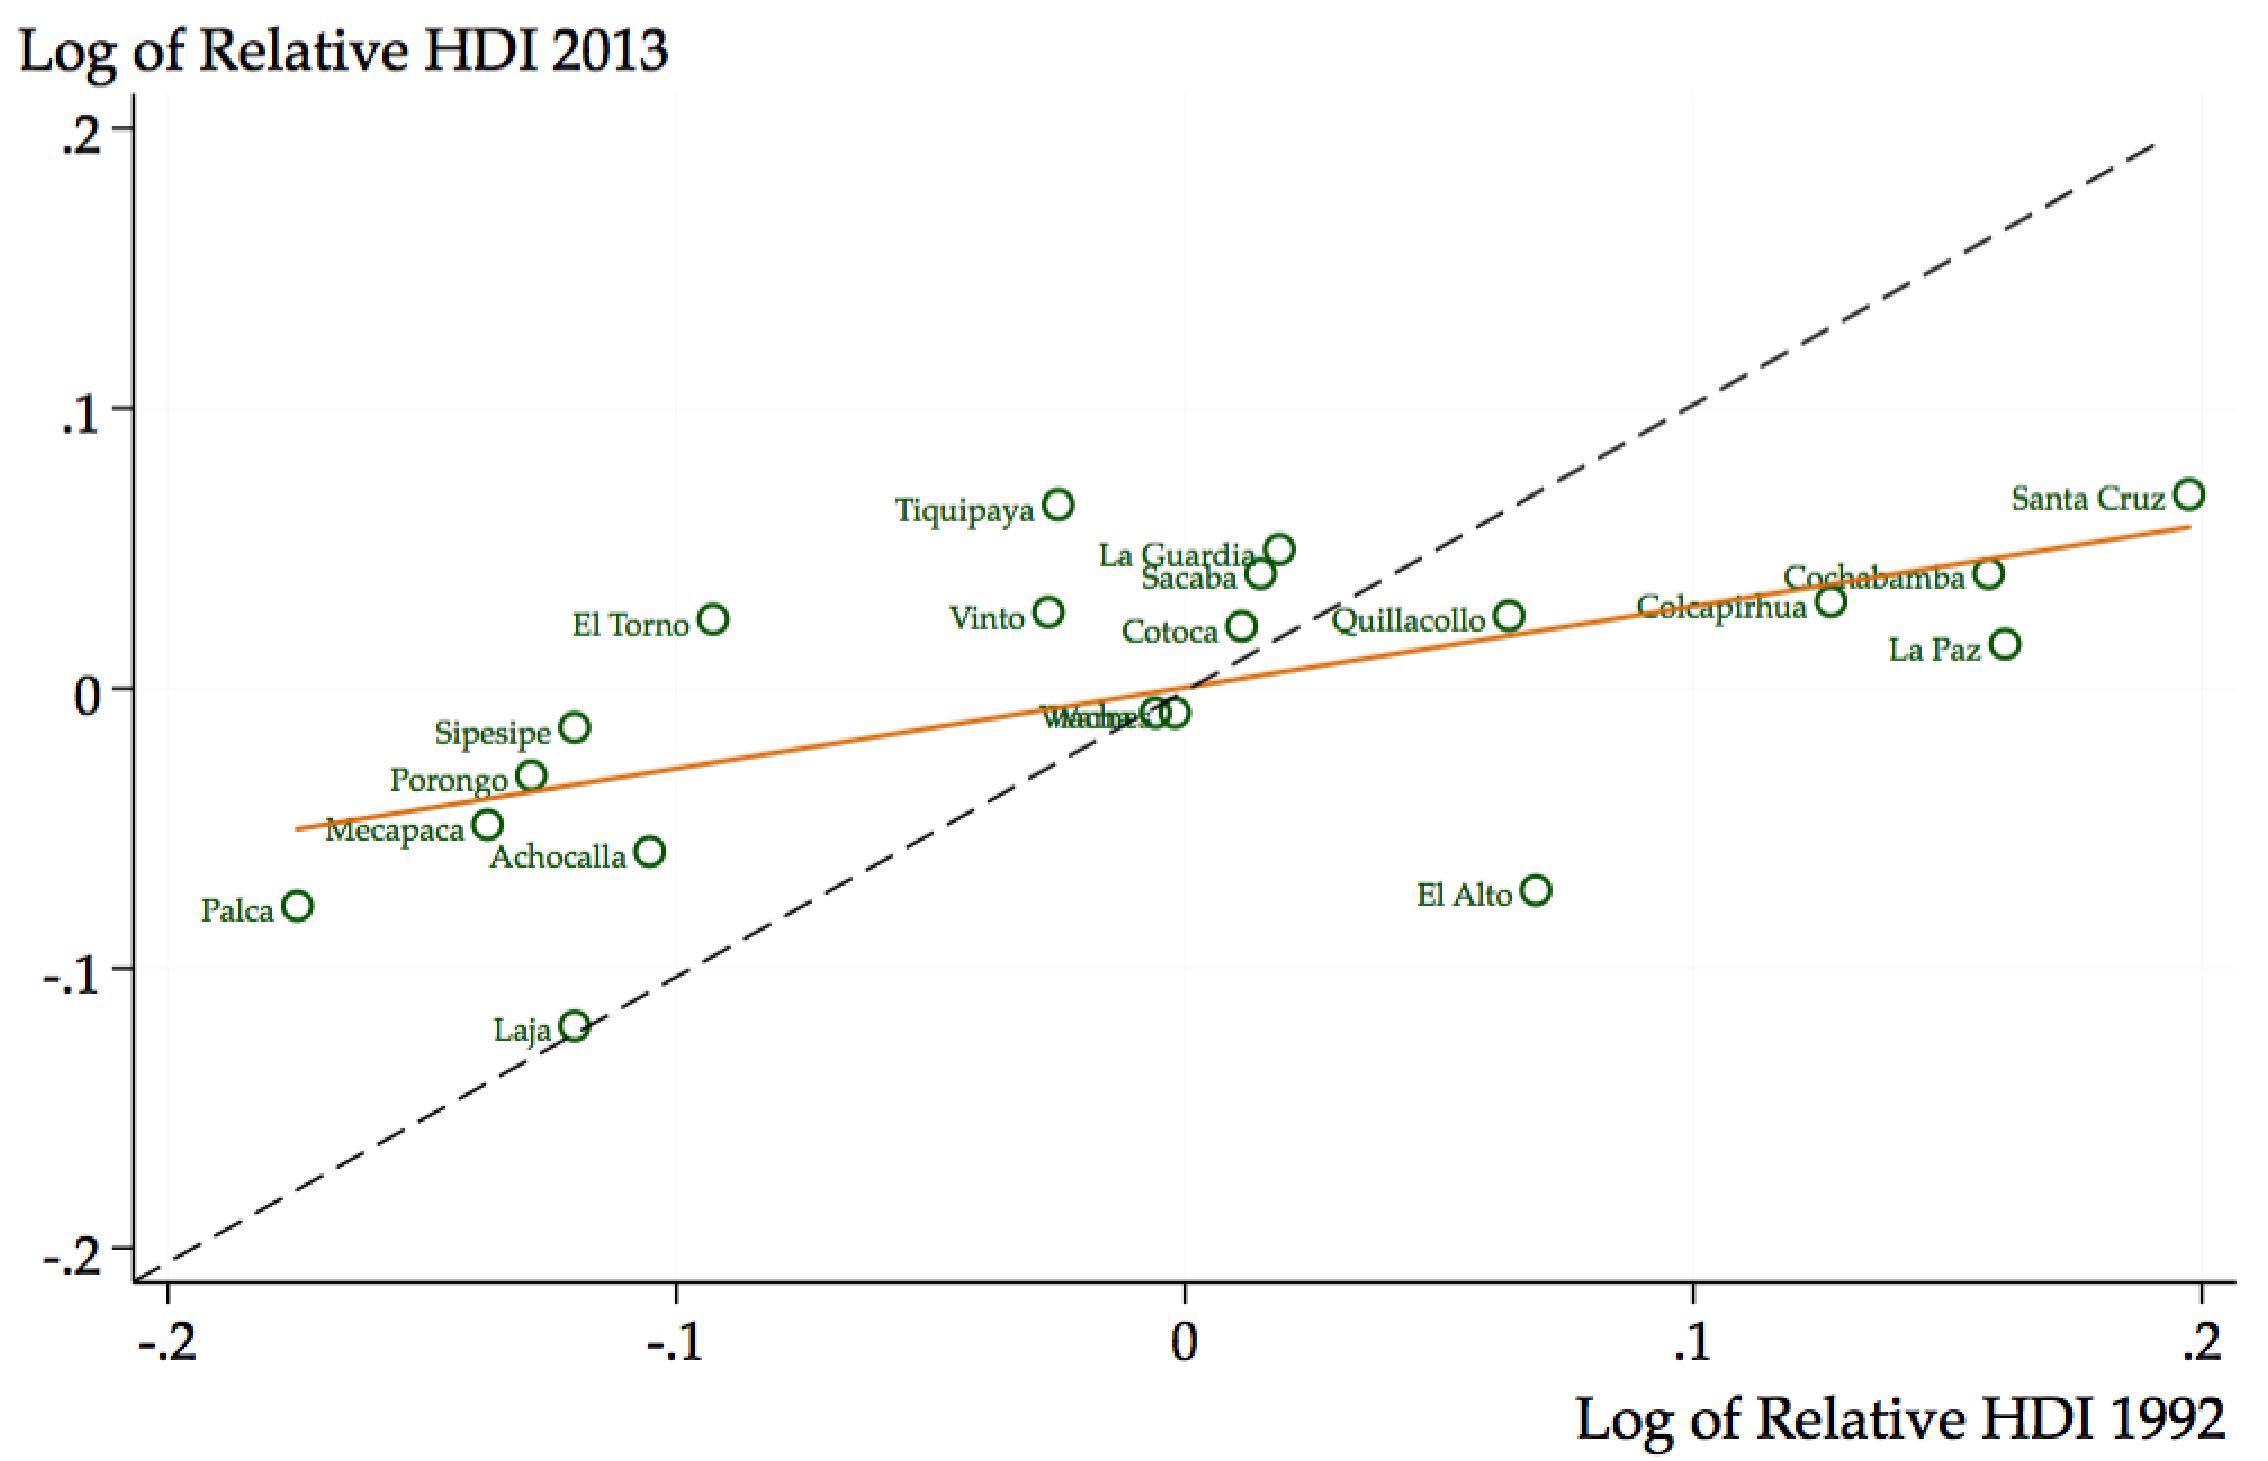 Log of Relative HDI 2013
.2
.1
0
-.1
-.2
Santa Cruz
Tiquipaya
La Guardia
Sacaba
Cochabamba
Colcapirhua
El Torno
Vinto
Cotoca
Quillacollo
La Paz
Sipesipe
Porongo
Mecapaca
Achocalla
Palca
El Alto
Laja
-.2
-.1
0
.1
.2
Log of Relative HDI 1992